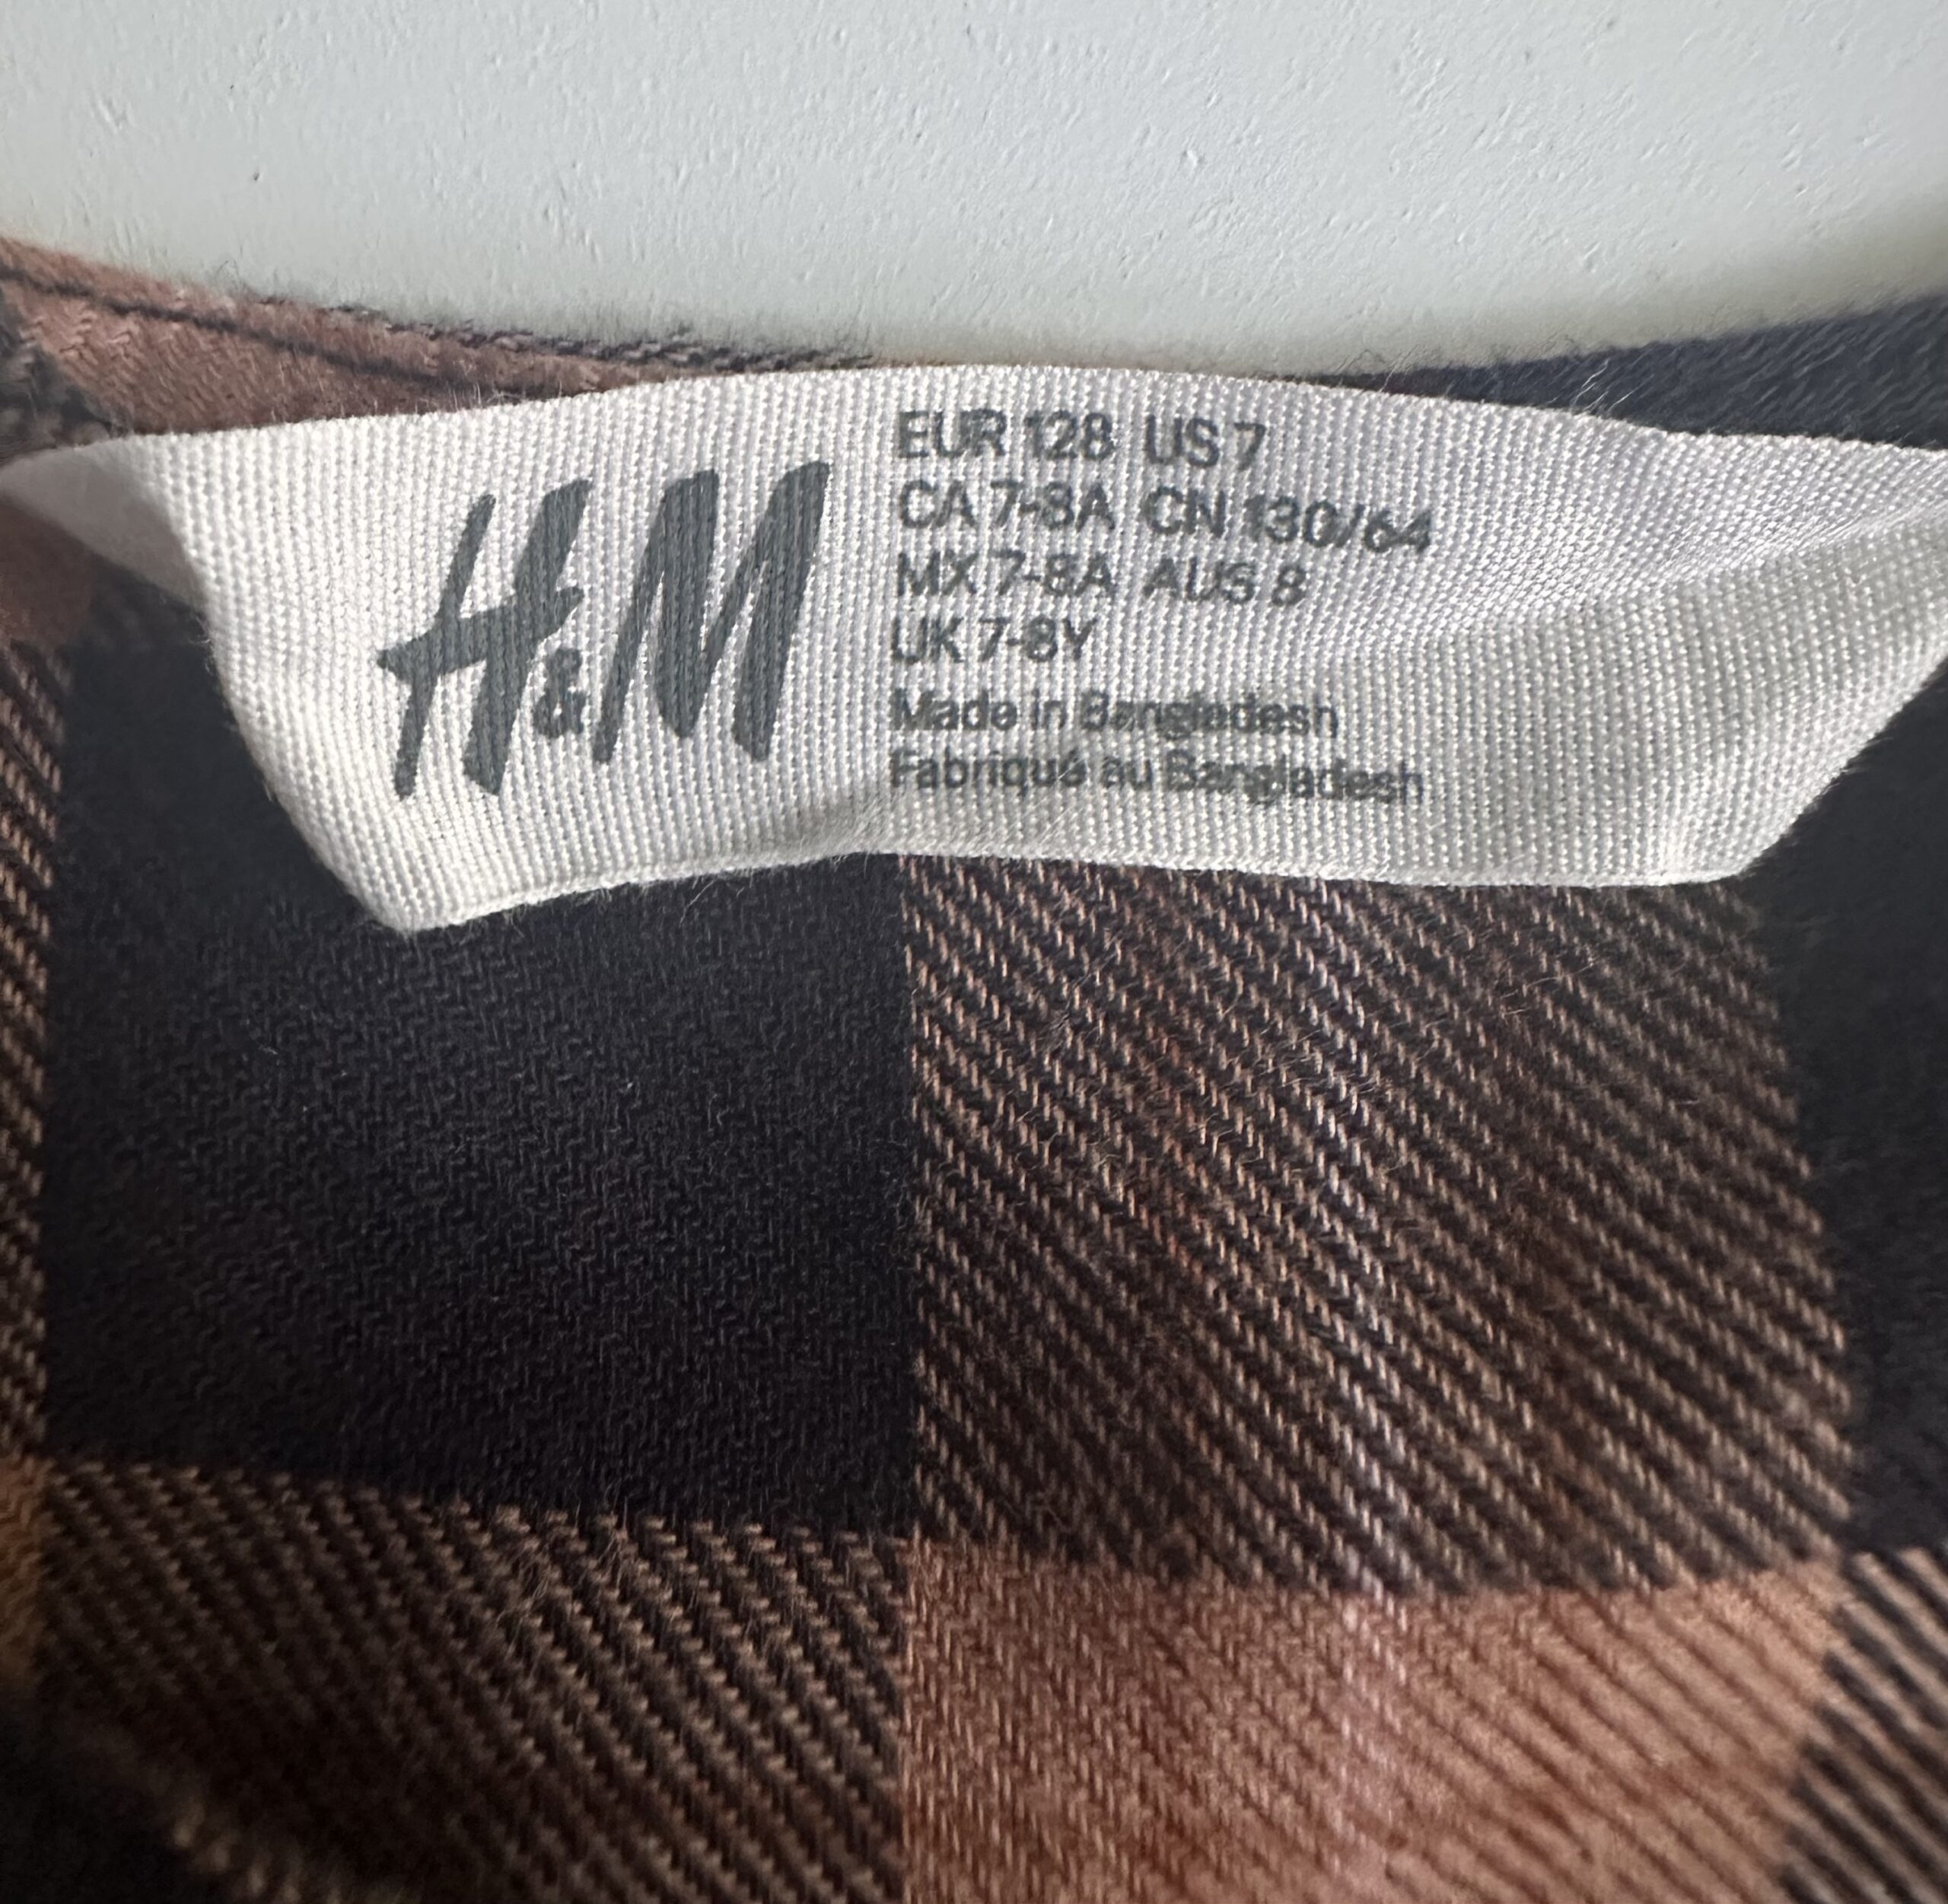 H&M
EUR 128 US 7
CA 7-8A CN 130/64
MX 7-8A AUS 8
UK 7-8Y
Made in Bangladesh
Fabriqué au Bangladesh